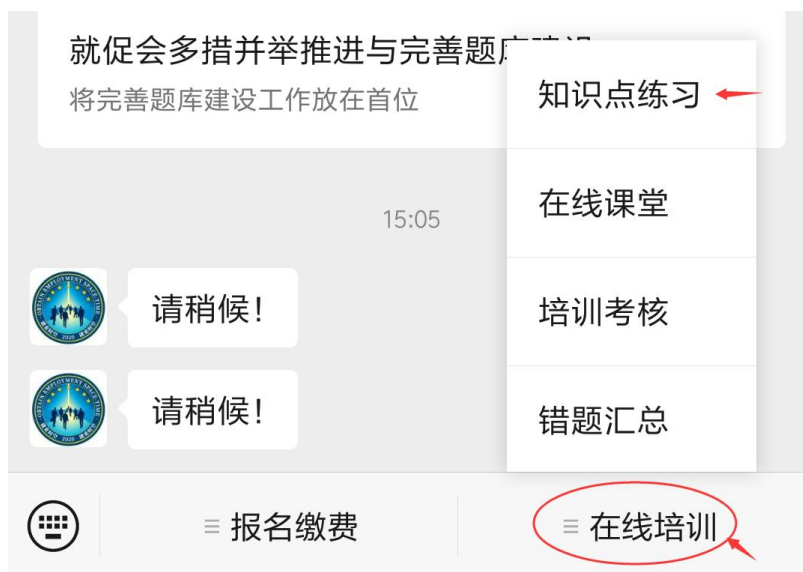 就促会多措并举推进与完善题
将完善题库建设工作放在首位
知识点练习
在线课堂
15:05
请稍候！
培训考核
请稍候！
错题汇总
报名缴费
在线培训